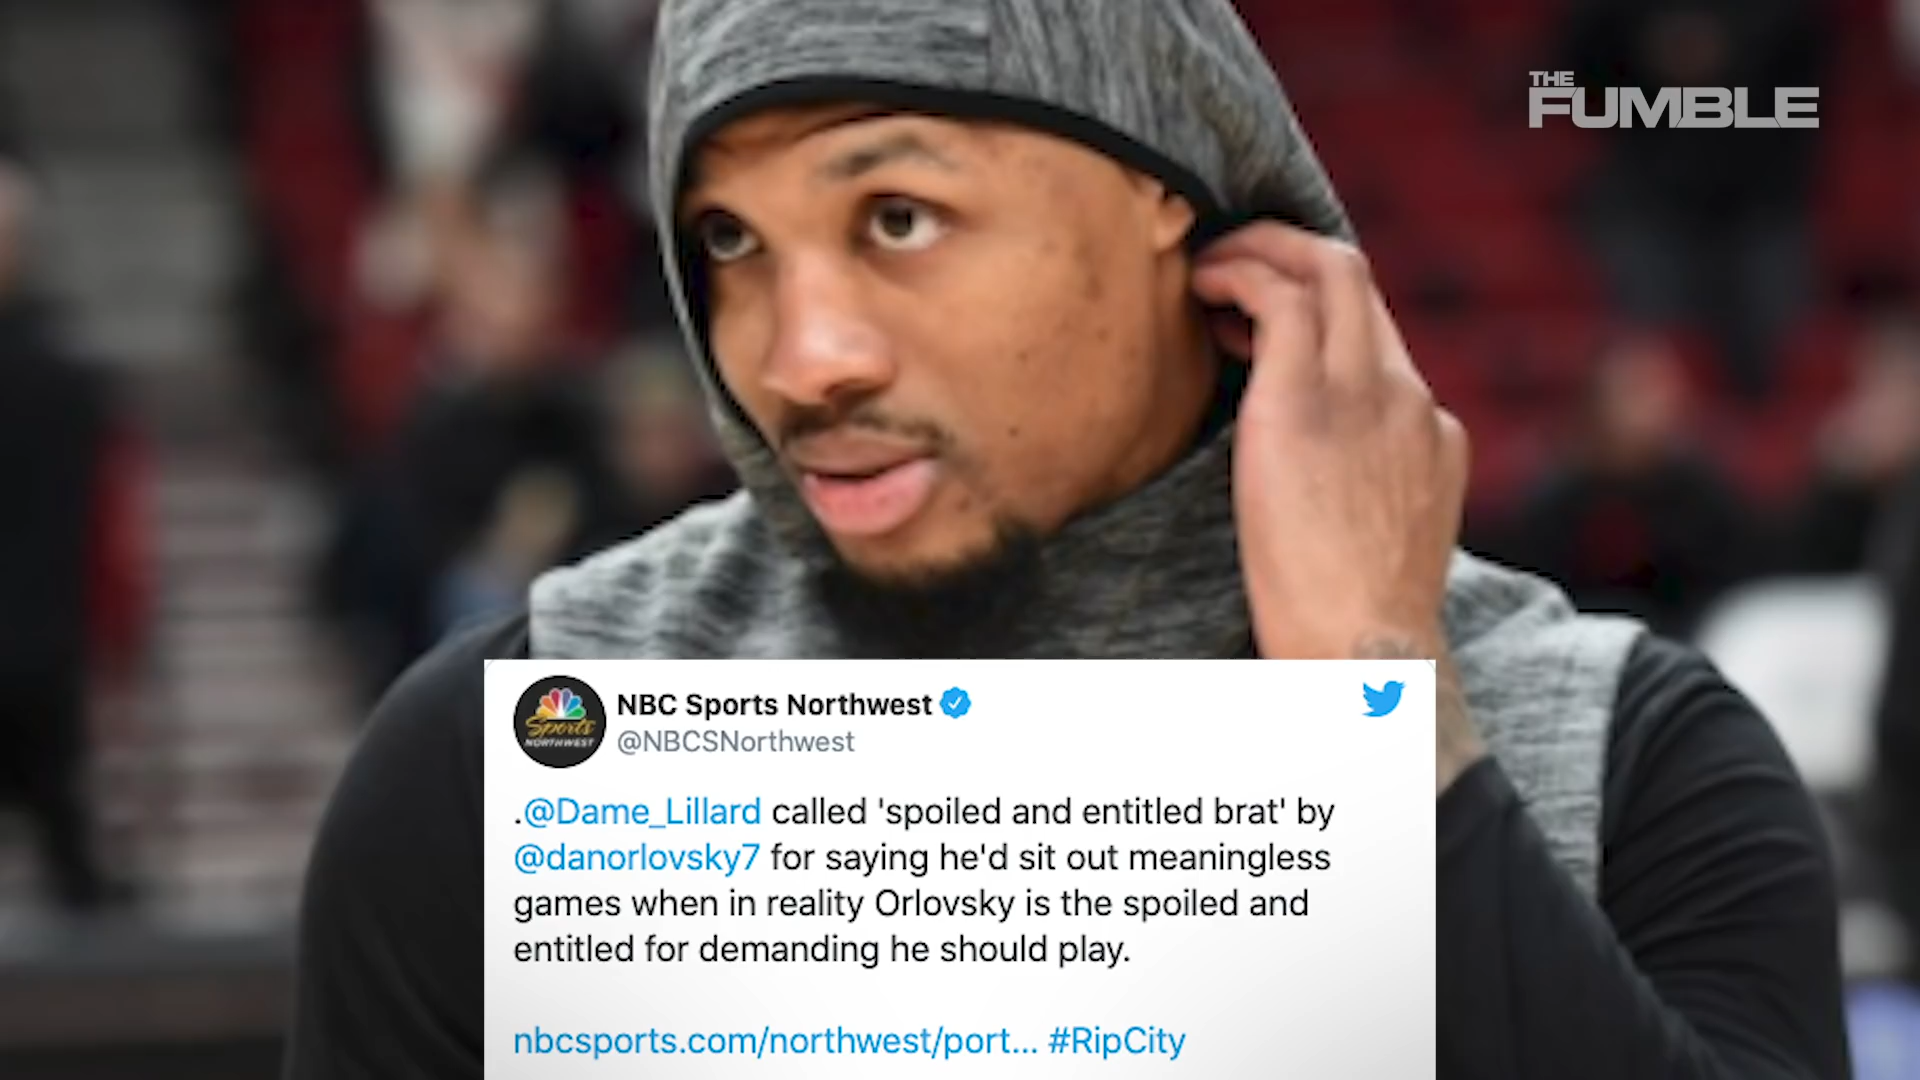 THE
FUMBLE
Sports
NORTHWEST
NBC Sports Northwest
@NBCSNorthwest
.@Dame_Lillard called 'spoiled and entitled brat' by
@danorlovsky7 for saying he'd sit out meaningless
games when in reality Orlovsky is the spoiled and
entitled for demanding he should play.
nbcsports.com/northwest/port... #RipCity